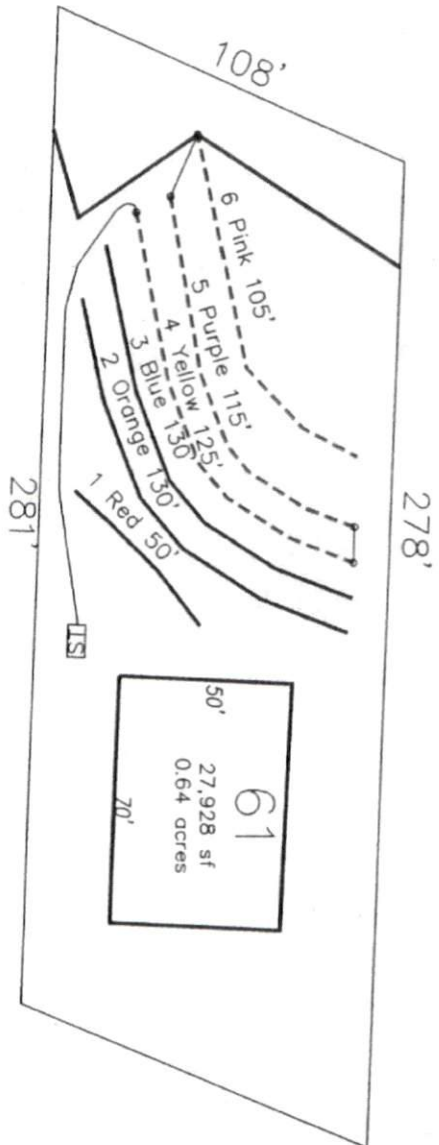 108'
278'
281'
6 Pink 105'
5 Purple 115'
4 Yellow 125'
3 Blue 130'
2 Orange 130'
1 Red 50'
ST
50'
70'
61
27,928 sf
0.64 acres